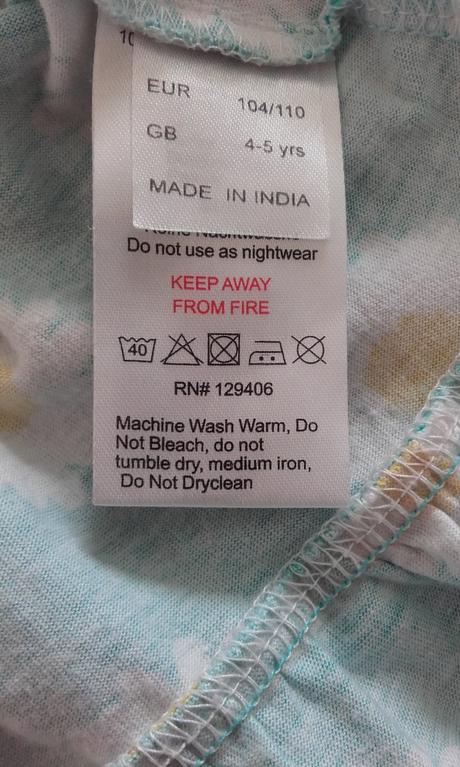 EUR 104/110
GB 4-5 yrs
MADE IN INDIA
Do not use as nightwear
KEEP AWAY
FROM FIRE
40
RN# 129406
Machine Wash Warm, Do
Not Bleach, do not
tumble dry, medium iron,
Do Not Dryclean